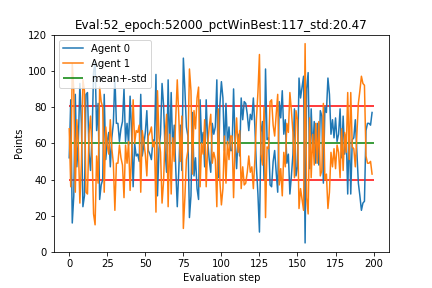 Eval:52_epoch:52000_pctWinBest:117_std:20.47
120
100
80
60
40
20
0
Points
Agent 0
Agent 1
mean+-std
0 25 50 75 100 125 150 175 200
Evaluation step